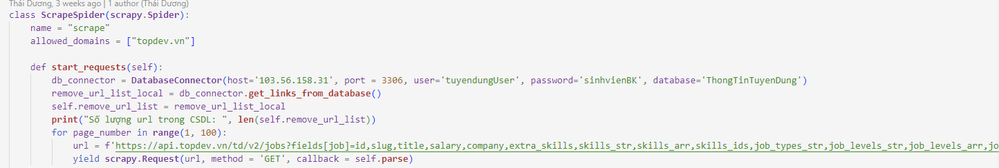 Thái Dương, 3 weeks ago | 1 author (Thái Dương)
class ScrapeSpider(scrapy.Spider):
    name = "scrape"
    allowed_domains = ["topdev.vn"]
    def start_requests(self):
        db_connector = DatabaseConnector(host='103.56.158.31', port = 3306, user='tuyendungUser', password='sinhvienBK', database='ThongTinTuyenDung')
        remove_url_list_local = db_connector.get_links_from_database()
        self.remove_url_list = remove_url_list_local
        print("Số lượng url trong CSDL: ", len(self.remove_url_list))
        for page_number in range(1, 100):
            url = f'https://api.topdev.vn/td/v2/jobs?fields[job]=id,slug,title,salary,company,extra_skills,skills_str,skills_arr,skills_ids,job_types_str,job_levels_str,job_levels_arr,jo
            yield scrapy.Request(url, method = 'GET', callback = self.parse)